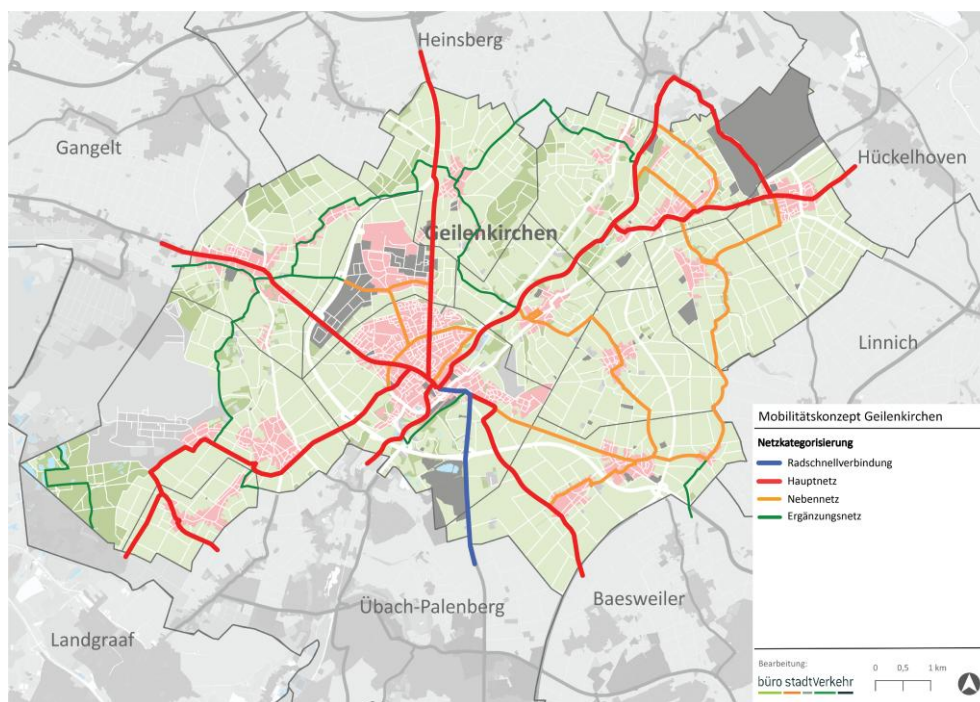 Heinsberg
Gangelt
Hückelhoven
Geilenkirchen
Linnich
Mobilitätskonzept Geilenkirchen
Netzkategorisierung
Radschnellverbindung
Hauptnetz
Nebennetz
Ergänzungsnetz
Übach-Palenberg
Baesweiler
Landgraaf
Bearbeitung:
büro stadtVerkehr
0 0,5 1 km